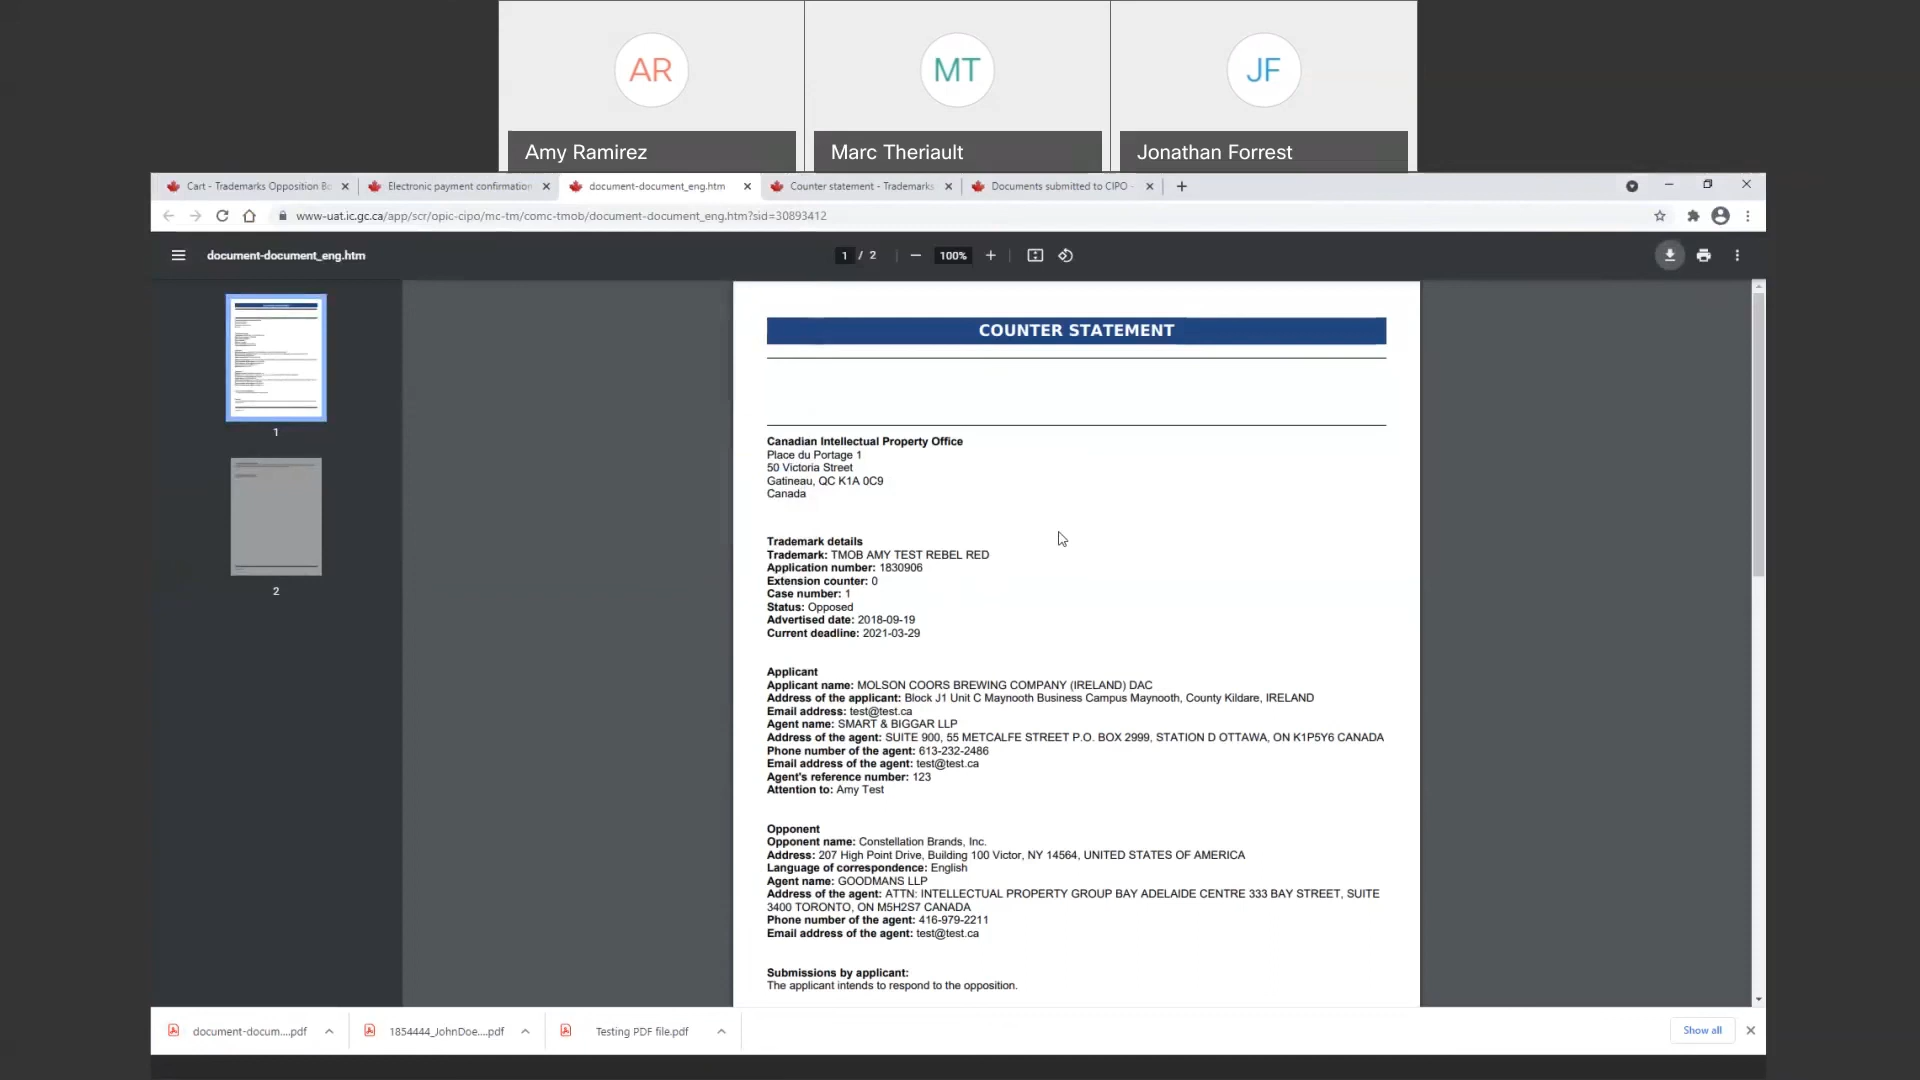 AR
MT
JF
Amy Ramirez
Marc Theriault
Jonathan Forrest
Cart - Trademarks Opposition Bo
Electronic payment confirmation
document-document_eng.htm
Counter statement - Trademarks
Documents submitted to CIPO -
www-uat.ic.gc.ca/app/scr/opic-cipo/mc-tm/comc-tmob/document-document_eng.htm?sid=30893412
document-document_eng.htm
1 / 2
100%
1
2
COUNTER STATEMENT
Canadian Intellectual Property Office
Place du Portage 1
50 Victoria Street
Gatineau, QC K1A 0C9
Canada
Trademark details
Trademark: TMOB AMY TEST REBEL RED
Application number: 1830906
Extension counter: 0
Case number: 1
Status: Opposed
Advertised date: 2018-09-19
Current deadline: 2021-03-29
Applicant
Applicant name: MOLSON COORS BREWING COMPANY (IRELAND) DAC
Address of the applicant: Block J1 Unit C Maynooth Business Campus Maynooth, County Kildare, IRELAND
Email address: test@test.ca
Agent name: SMART & BIGGAR LLP
Address of the agent: SUITE 900, 55 METCALFE STREET P.O. BOX 2999, STATION D OTTAWA, ON K1P5Y6 CANADA
Phone number of the agent: 613-232-2486
Email address of the agent: test@test.ca
Agent's reference number: 123
Attention to: Amy Test
Opponent
Opponent name: Constellation Brands, Inc.
Address: 207 High Point Drive, Building 100 Victor, NY 14564, UNITED STATES OF AMERICA
Language of correspondence: English
Agent name: GOODMANS LLP
Address of the agent: ATTN: INTELLECTUAL PROPERTY GROUP BAY ADELAIDE CENTRE 333 BAY STREET, SUITE
3400 TORONTO, ON M5H2S7 CANADA
Phone number of the agent: 416-979-2211
Email address of the agent: test@test.ca
Submissions by applicant:
The applicant intends to respond to the opposition.
document-docum....pdf
1854444_JohnDoe....pdf
Testing PDF file.pdf
Show all